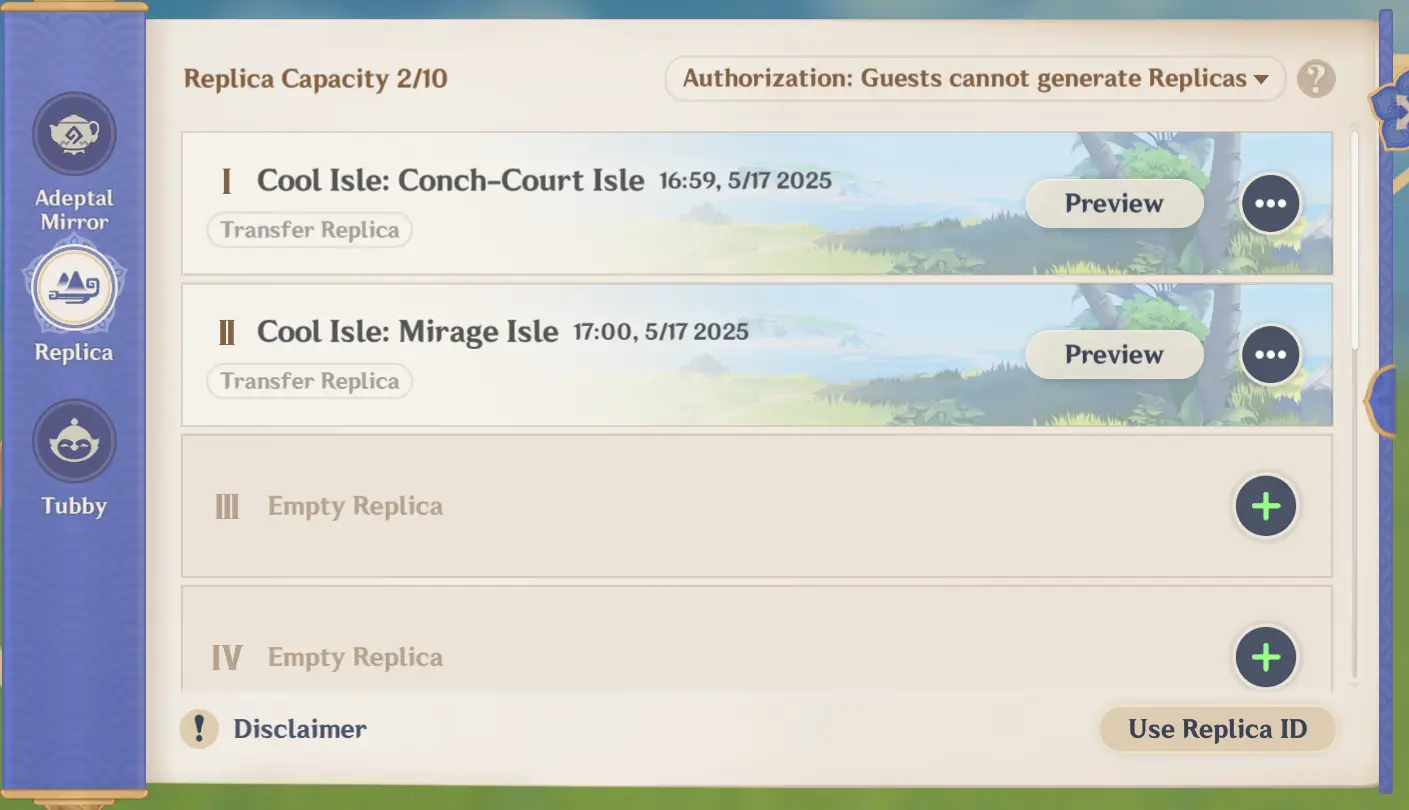 Adeptal
Mirror
Replica
Tubby
Replica Capacity 2/10
Authorization: Guests cannot generate Replicas
?
I Cool Isle: Conch-Court Isle 16:59, 5/17 2025
Transfer Replica
Preview
II Cool Isle: Mirage Isle 17:00, 5/17 2025
Transfer Replica
Preview
III Empty Replica
IV Empty Replica
! Disclaimer
Use Replica ID